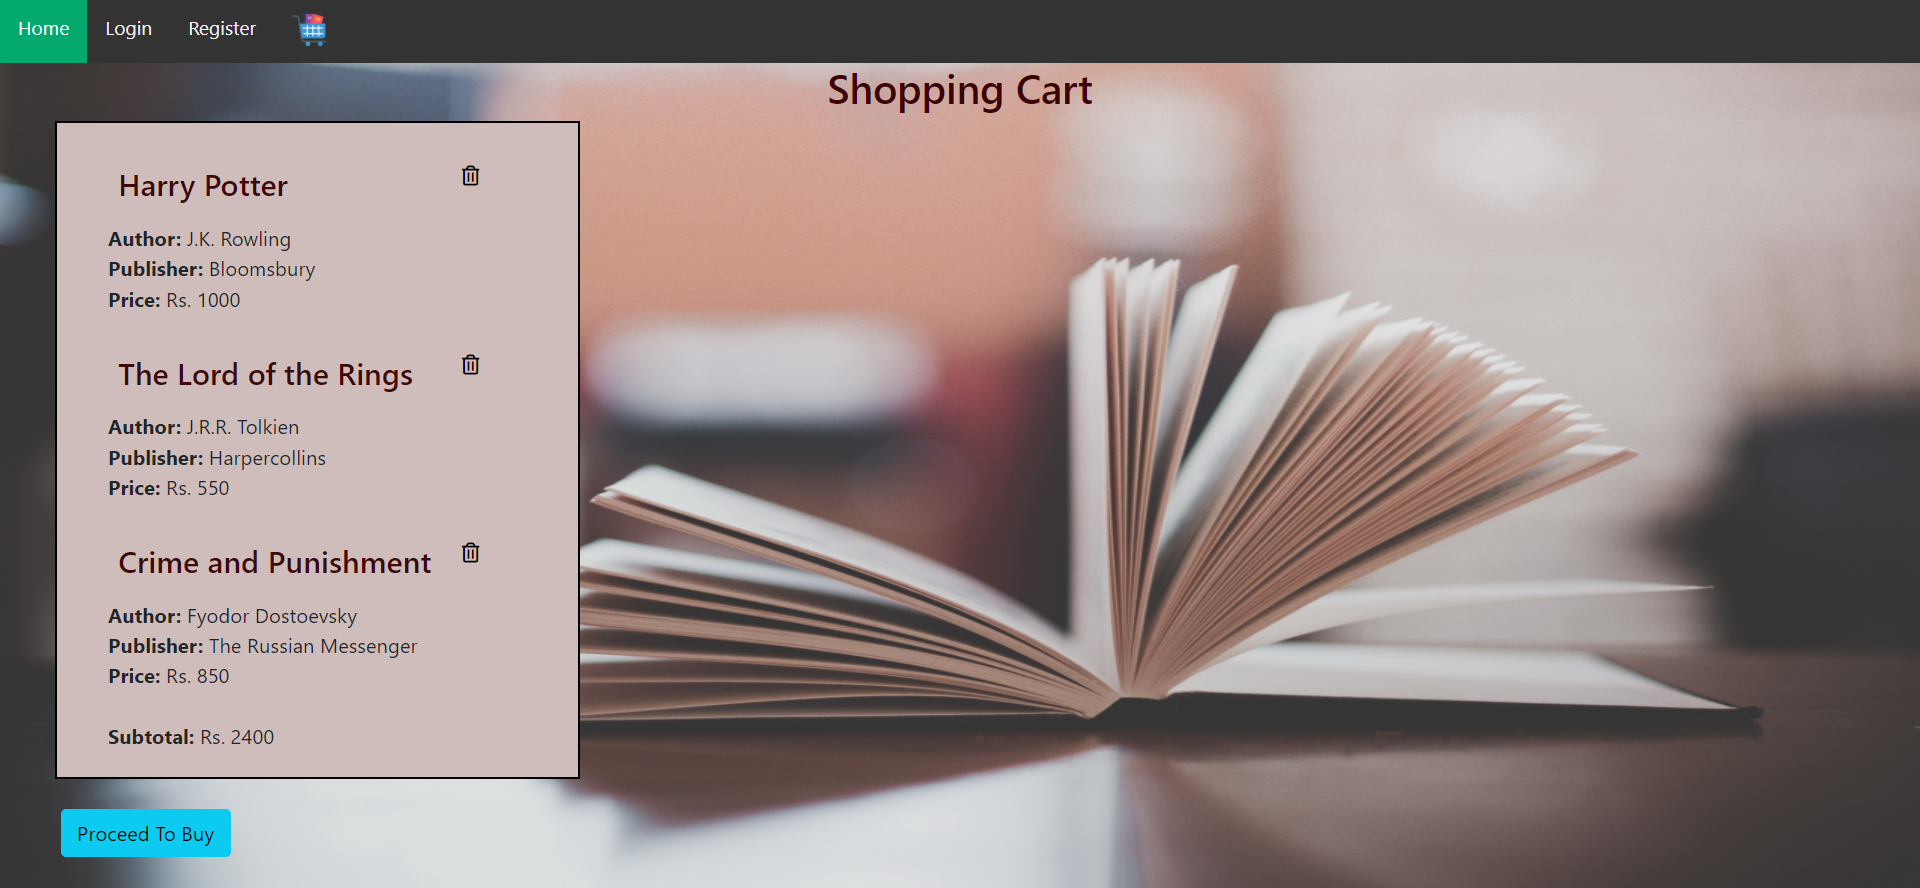 Home Login Register
Shopping Cart
Harry Potter
Author: J.K. Rowling
Publisher: Bloomsbury
Price: Rs. 1000
The Lord of the Rings
Author: J.R.R. Tolkien
Publisher: Harpercollins
Price: Rs. 550
Crime and Punishment
Author: Fyodor Dostoevsky
Publisher: The Russian Messenger
Price: Rs. 850
Subtotal: Rs. 2400
Proceed To Buy